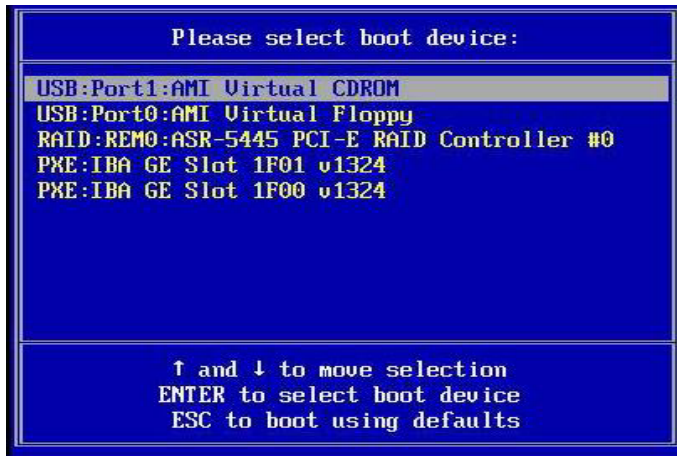 Please select boot device:
USB:Port1:AMI Virtual CDROM
USB:Port0:AMI Virtual Floppy
RAID:REM0:ASR-5445 PCI-E RAID Controller #0
PXE:IBA GE Slot 1F01 v1324
PXE:IBA GE Slot 1F00 v1324
↑ and ↓ to move selection
ENTER to select boot device
ESC to boot using defaults